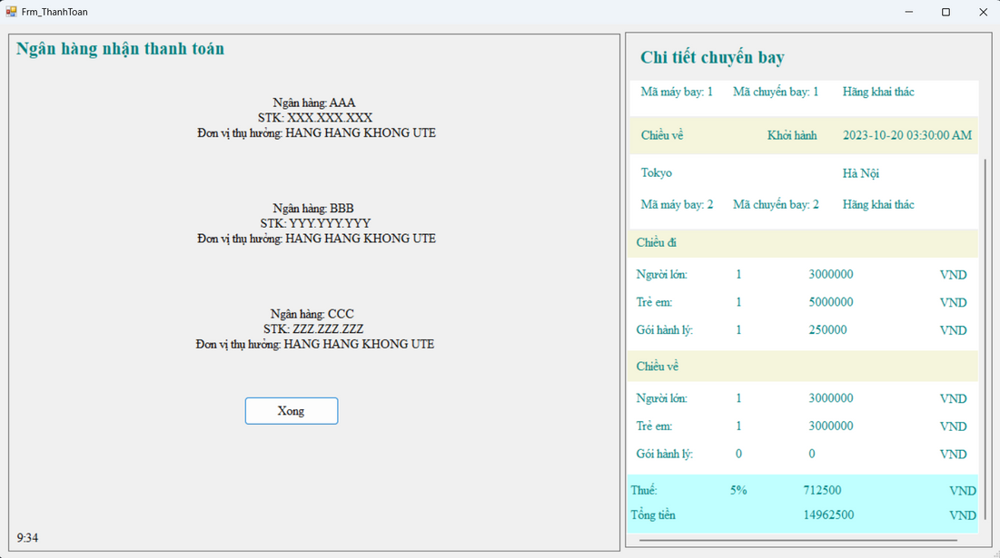 Frm_ThanhToan
Ngân hàng nhận thanh toán
Ngân hàng: AAA
STK: XXX.XXX.XXX
Đơn vị thụ hưởng: HANG HANG KHONG UTE
Ngân hàng: BBB
STK: YYY.YYY.YYY
Đơn vị thụ hưởng: HANG HANG KHONG UTE
Ngân hàng: CCC
STK: ZZZ.ZZZ.ZZZ
Đơn vị thụ hưởng: HANG HANG KHONG UTE
Xong
9:34
Chi tiết chuyến bay
Mã máy bay: 1 Mã chuyến bay: 1 Hãng khai thác
Chiều về Khởi hành 2023-10-20 03:30:00 AM
Tokyo Hà Nội
Mã máy bay: 2 Mã chuyến bay: 2 Hãng khai thác
Chiều đi
Người lớn: 1 3000000 VND
Trẻ em: 1 5000000 VND
Gói hành lý: 1 250000 VND
Chiều về
Người lớn: 1 3000000 VND
Trẻ em: 1 3000000 VND
Gói hành lý: 0 0 VND
Thuế: 5% 712500 VND
Tổng tiền 14962500 VND